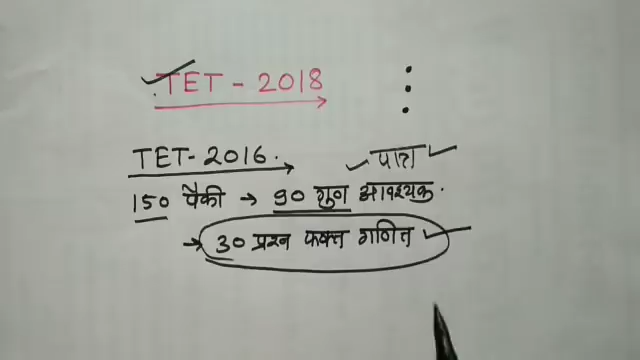 TET - 2018
TET - 2016.
पात्र
150 पैकी → 90 गुण आवश्यक.
→ 30 प्रश्न फक्त गणित